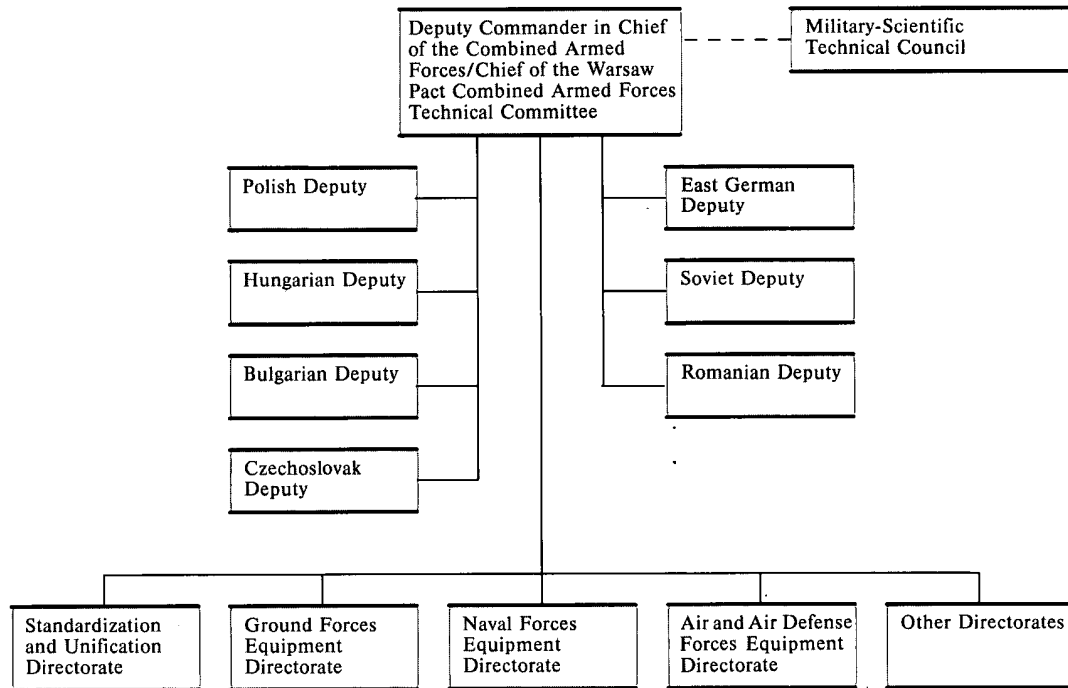 Deputy Commander in Chief
of the Combined Armed
Forces/Chief of the Warsaw
Pact Combined Armed Forces
Technical Committee
Military-Scientific
Technical Council
Polish Deputy
East German
Deputy
Hungarian Deputy
Soviet Deputy
Bulgarian Deputy
Romanian Deputy
Czechoslovak
Deputy
Standardization
and Unification
Directorate
Ground Forces
Equipment
Directorate
Naval Forces
Equipment
Directorate
Air and Air Defense
Forces Equipment
Directorate
Other Directorates